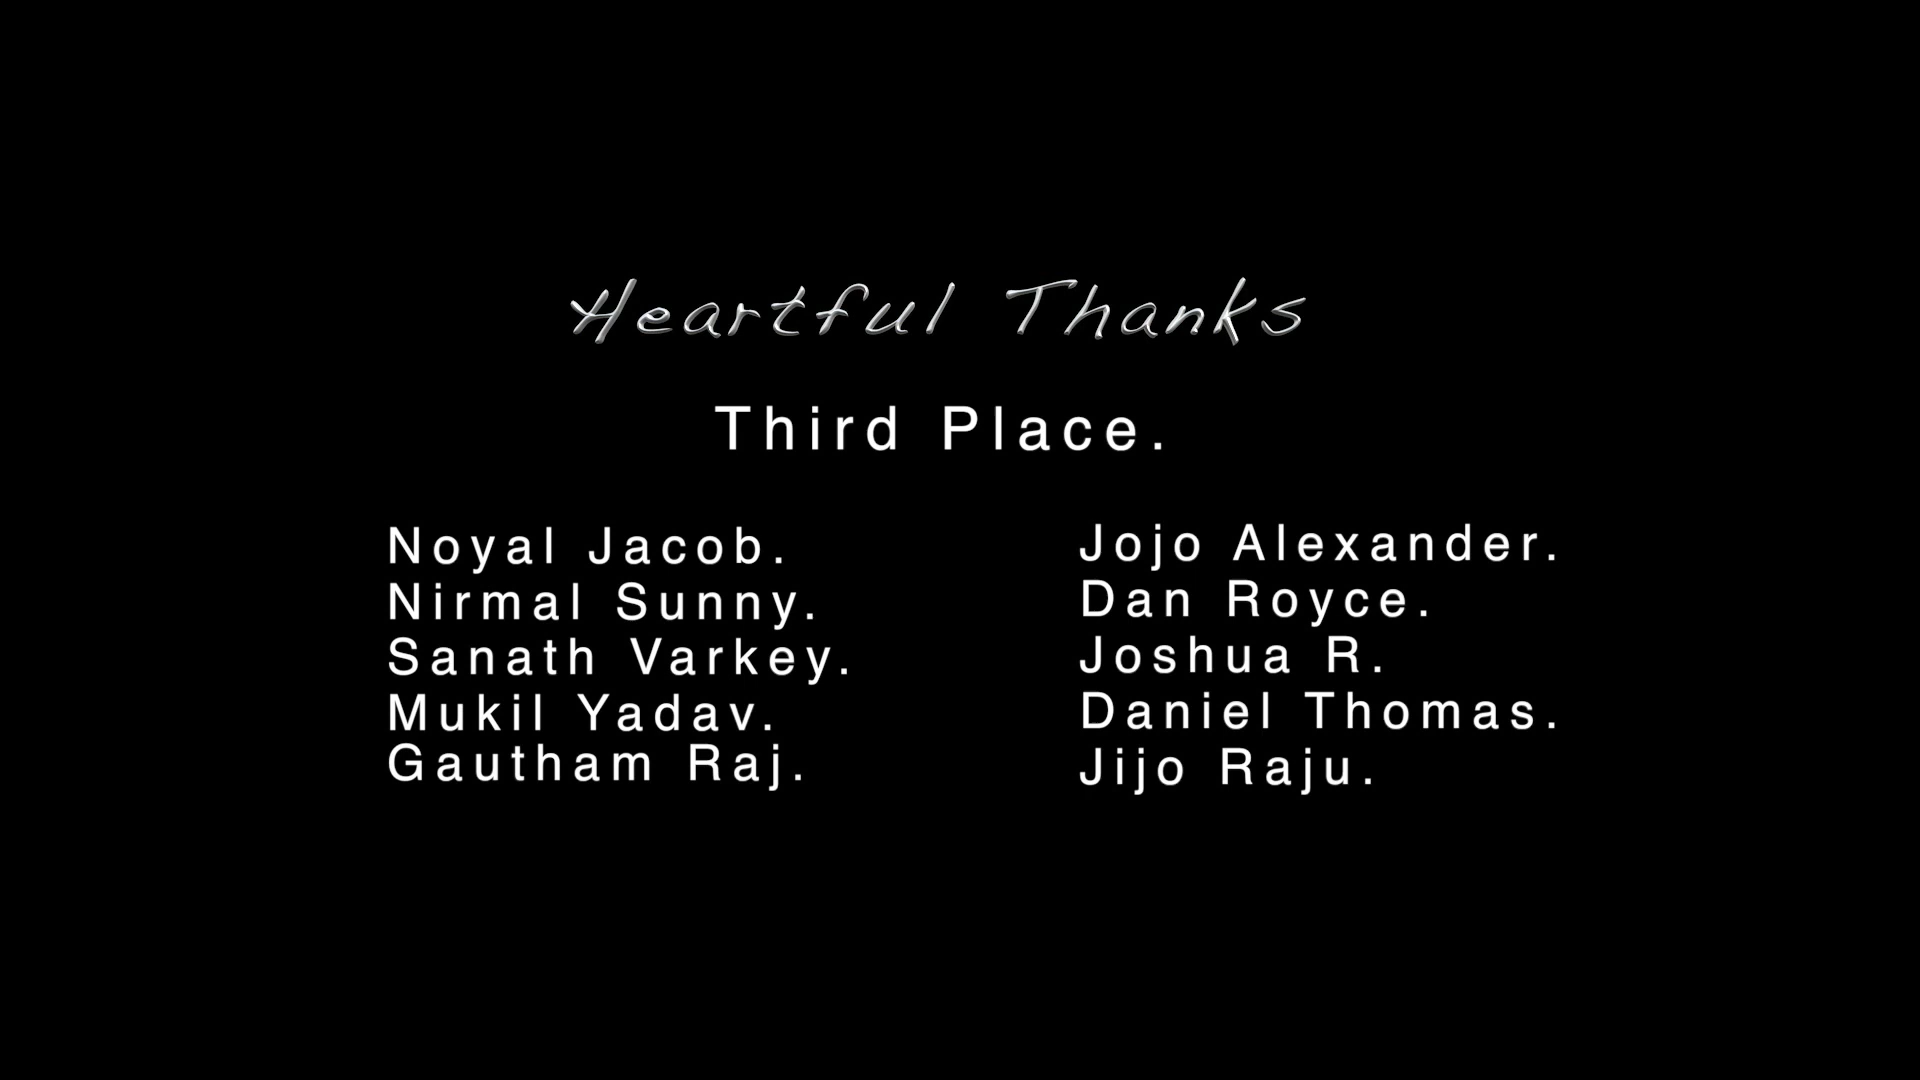 Heartful Thanks
Third Place.
Noyal Jacob.
Nirmal Sunny.
Sanath Varkey.
Mukil Yadav.
Gautham Raj.
Jojo Alexander.
Dan Royce.
Joshua R.
Daniel Thomas.
Jijo Raju.